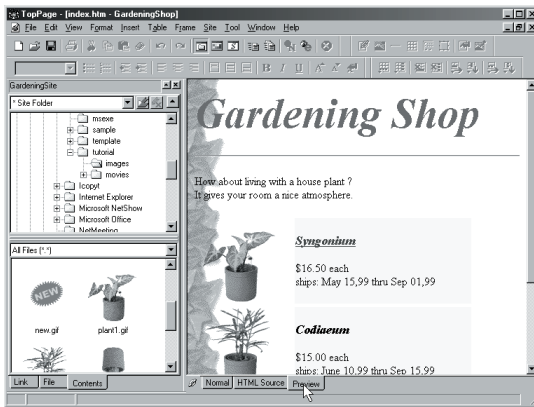 TopPage - [index.htm - GardeningShop]
File Edit View Format Insert Table Frame Site Tool Window Help
B I U A A
GardeningSite
* Site Folder
msexe
sample
template
tutorial
images
movies
Icopyt
Internet Explorer
Microsoft NetShow
Microsoft Office
NetMeeting
All Files (*.*)
NEW
new.gif plant1.gif
Link File Contents
Gardening Shop
How about living with a house plant ?
It gives your room a nice atmosphere.
Syngonium
$16.50 each
ships: May 15,99 thru Sep 01,99
Codiaeum
$15.00 each
ships: June 10,99 thru Sep 15,99
Normal HTML Source Preview